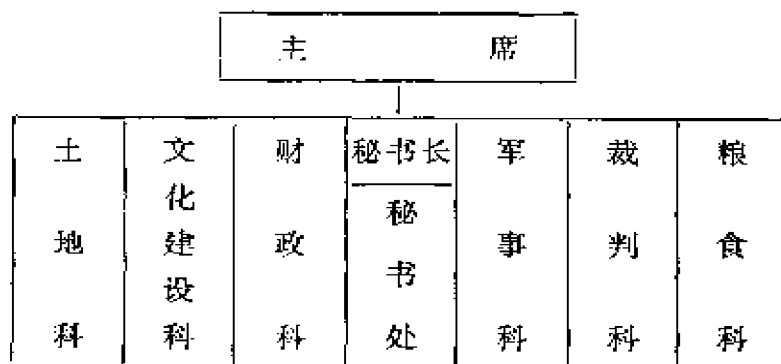 主席
土地科
文化建设科
财政科
秘书长
秘书处
军事科
裁判科
粮食科